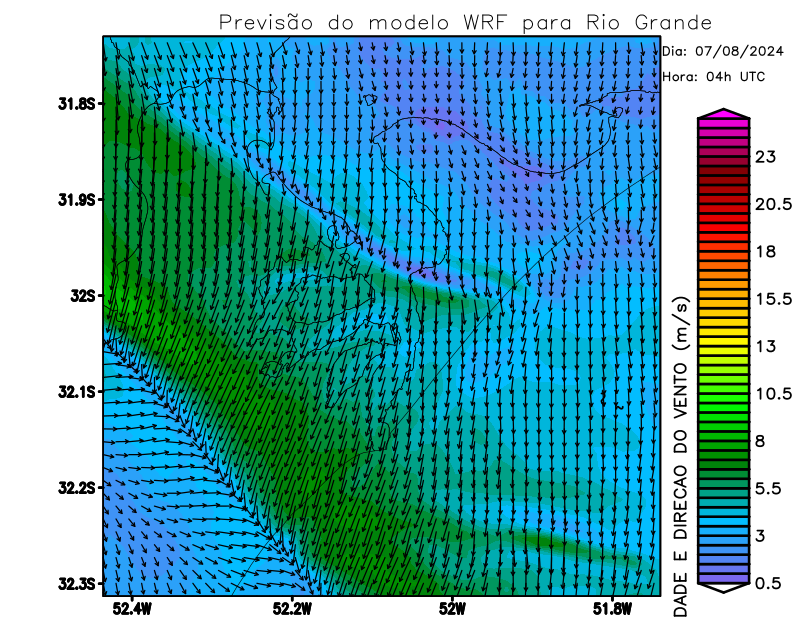 Previsão do modelo WRF para Rio Grande
Dia: 07/08/2024
Hora: 04h UTC
31.8S
31.9S
32S
32.1S
32.2S
32.3S
52.4W
52.2W
52W
51.8W
23
20.5
18
15.5
13
10.5
8
5.5
3
0.5
DADE E DIRECAO DO VENTO (m/s)